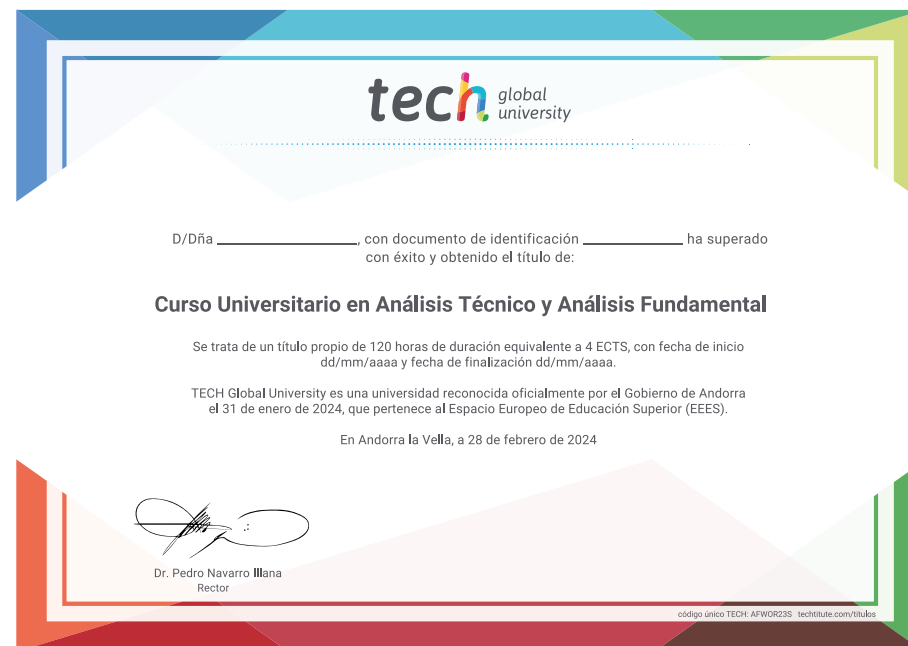 tech global university
D/Dña ____________, con documento de identificación ____________ ha superado
con éxito y obtenido el título de:
Curso Universitario en Análisis Técnico y Análisis Fundamental
Se trata de un título propio de 120 horas de duración equivalente a 4 ECTS, con fecha de inicio
dd/mm/aaaa y fecha de finalización dd/mm/aaaa.
TECH Global University es una universidad reconocida oficialmente por el Gobierno de Andorra
el 31 de enero de 2024, que pertenece al Espacio Europeo de Educación Superior (EEES).
En Andorra la Vella, a 28 de febrero de 2024
Dr. Pedro Navarro Illana
Rector
código único TECH: AFWOR23S techtitute.com/titulos